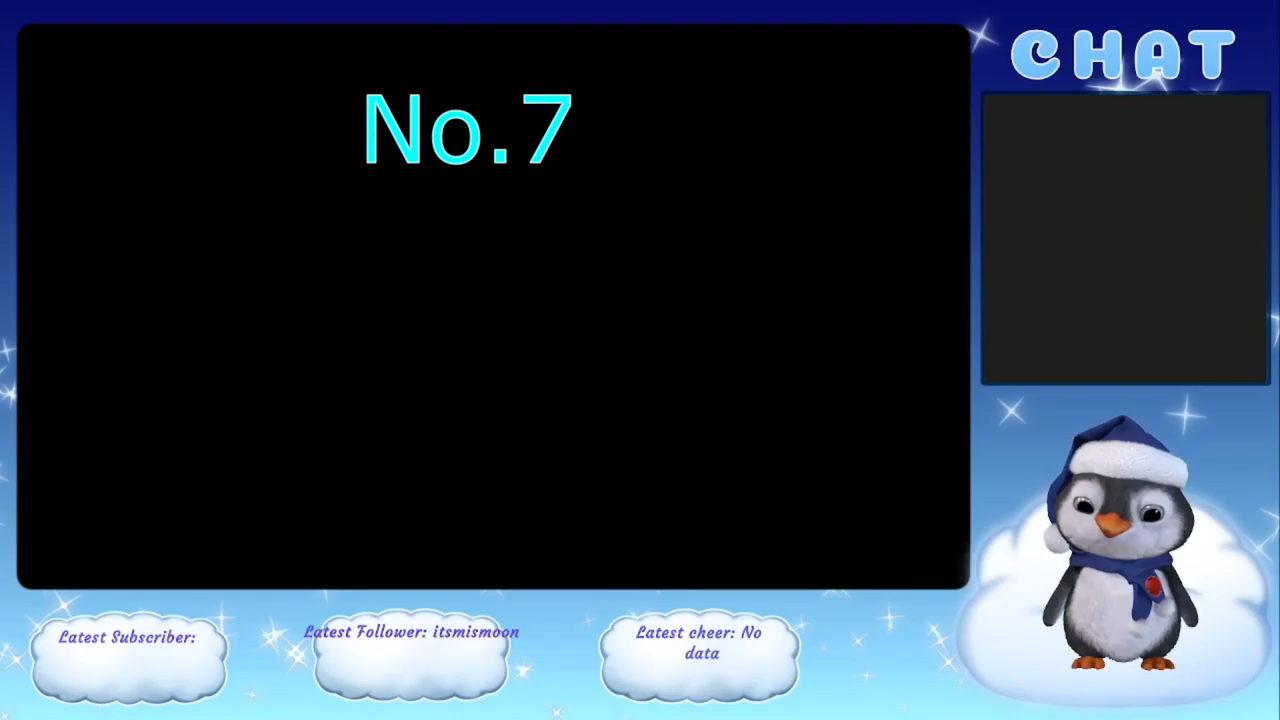 CHAT
No.7
Latest Subscriber:
Latest Follower: itsmismoon
Latest cheer: No
data